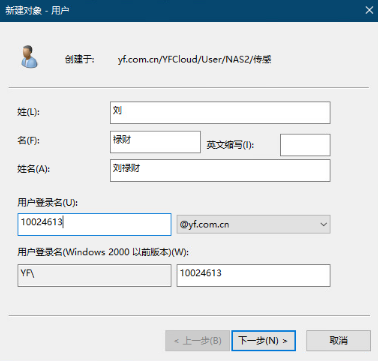 新建对象 - 用户
创建于: yf.com.cn/YFCloud/User/NAS2/传感
姓(L): 刘
名(F): 禄财 英文缩写(I):
姓名(A): 刘禄财
用户登录名(U):
10024613 @yf.com.cn
用户登录名(Windows 2000 以前版本)(W):
YF\ 10024613
< 上一步(B) 下一步(N) > 取消